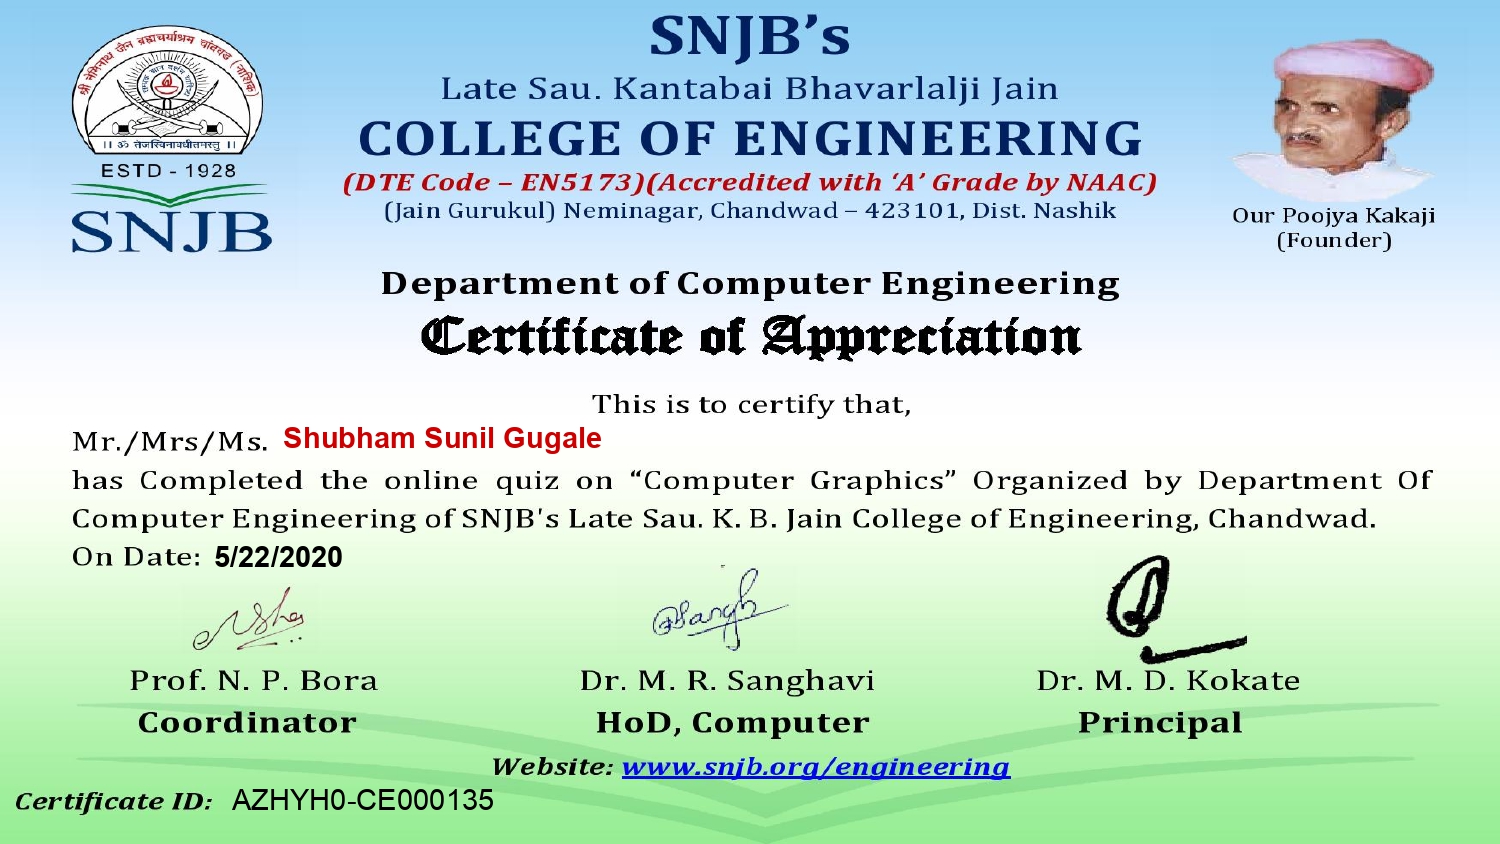 SNJB's
Late Sau. Kantabai Bhavarlalji Jain
COLLEGE OF ENGINEERING
(DTE Code – EN5173)(Accredited with ‘A’ Grade by NAAC)
(Jain Gurukul) Neminagar, Chandwad – 423101, Dist. Nashik
श्री नेमिनाथ जैन ब्रह्मचर्याश्रम चांदवड (नाशिक)
।। ॐ तेजस्विनावधीतमस्तु ।।
ESTD - 1928
SNJB
Our Poojya Kakaji
(Founder)
Department of Computer Engineering
Certificate of Appreciation
This is to certify that,
Mr./Mrs/Ms. Shubham Sunil Gugale
has Completed the online quiz on “Computer Graphics” Organized by Department Of
Computer Engineering of SNJB's Late Sau. K. B. Jain College of Engineering, Chandwad.
On Date: 5/22/2020
Prof. N. P. Bora
Dr. M. R. Sanghavi
Dr. M. D. Kokate
Coordinator
HoD, Computer
Principal
Website: www.snjb.org/engineering
Certificate ID: AZHYH0-CE000135